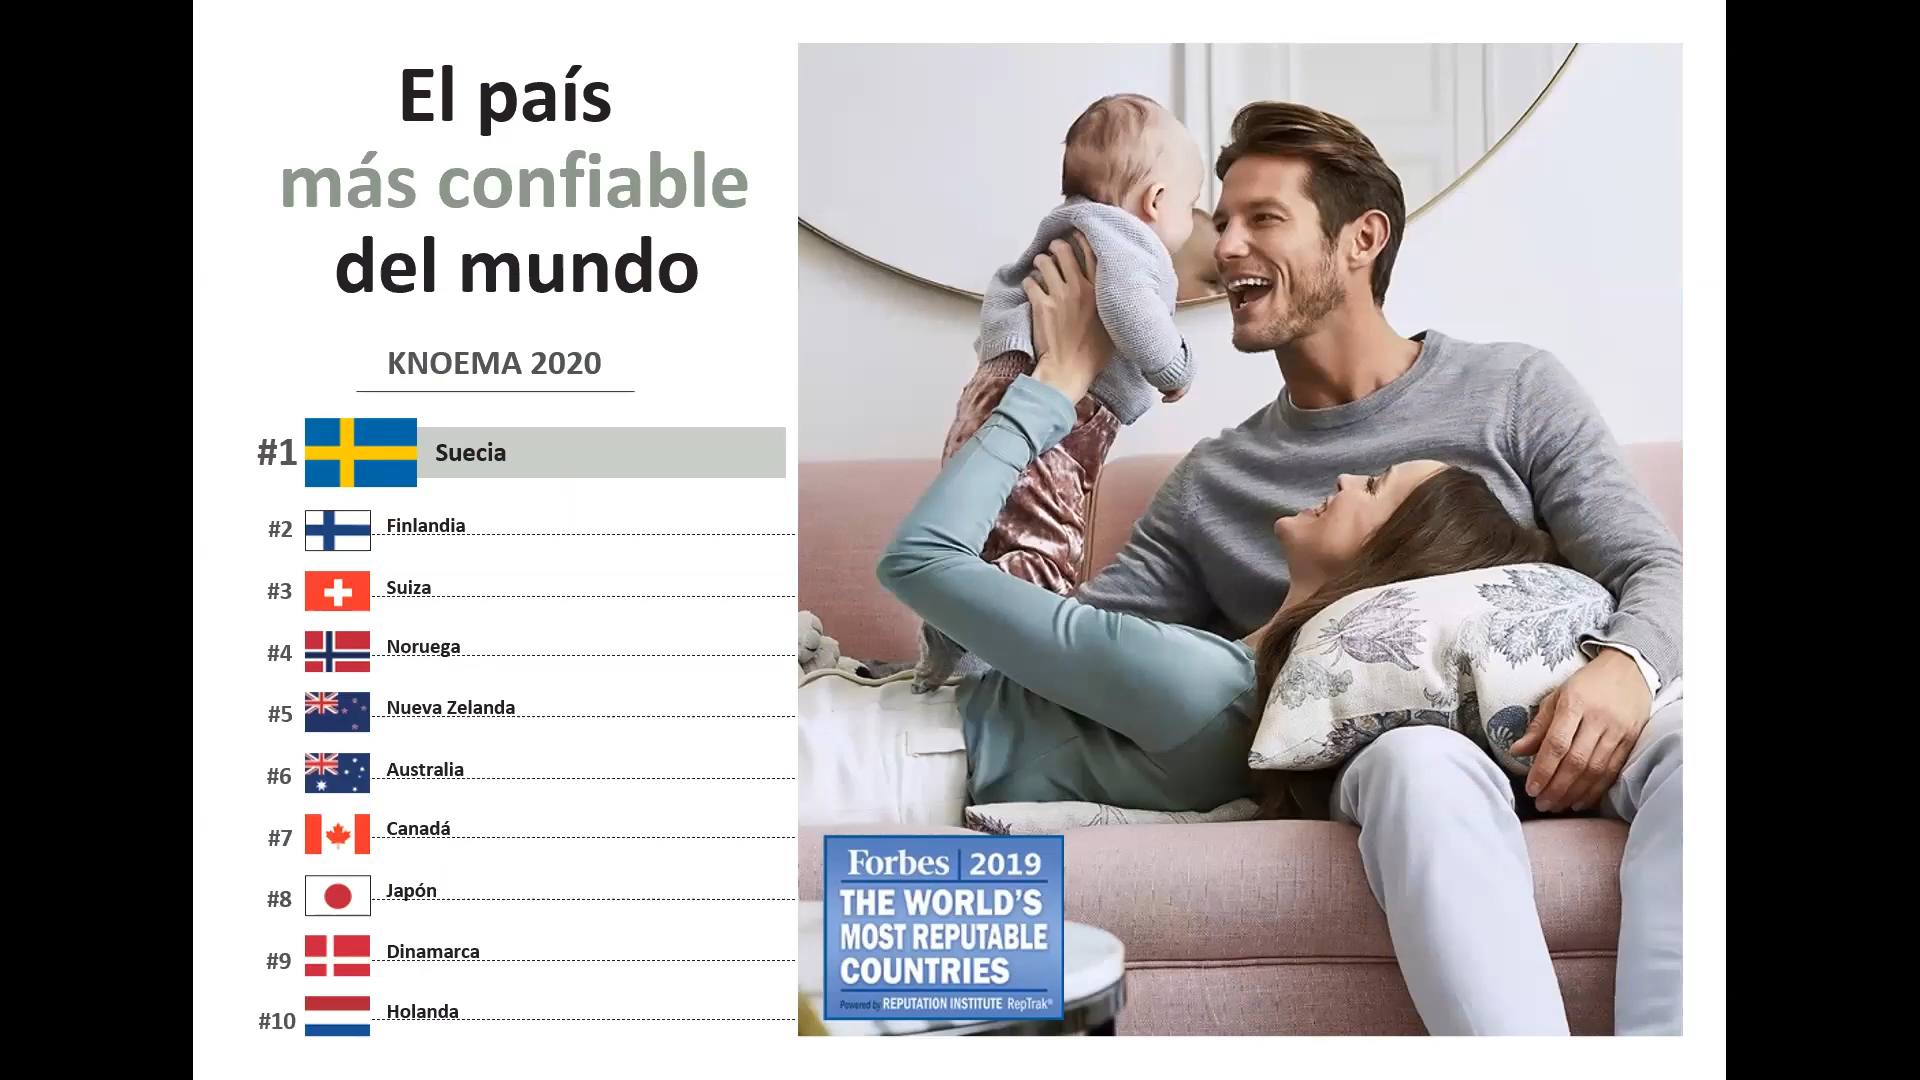 El país
más confiable
del mundo
KNOEMA 2020
#1 Suecia
#2 Finlandia
#3 Suiza
#4 Noruega
#5 Nueva Zelanda
#6 Australia
#7 Canadá
#8 Japón
#9 Dinamarca
#10 Holanda
Forbes 2019
THE WORLD'S
MOST REPUTABLE
COUNTRIES
Powered by REPUTATION INSTITUTE RepTrak®